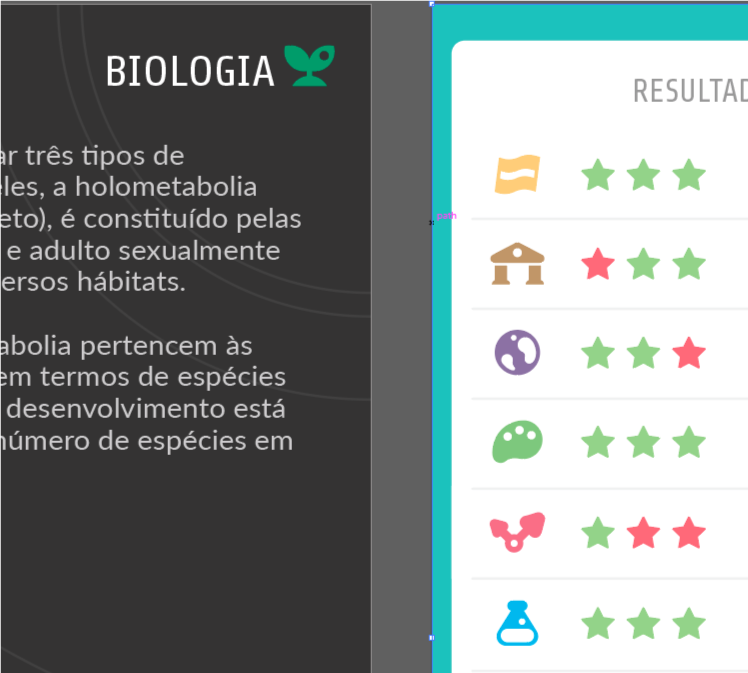 BIOLOGIA
ar três tipos de
eles, a holometabolia
eto), é constituído pelas
e adulto sexualmente
ersos hábitats.
abolia pertencem às
em termos de espécies
desenvolvimento está
número de espécies em
RESULTAD
path